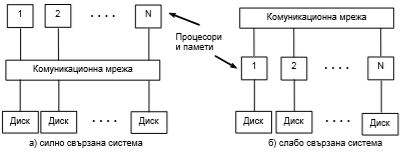 1 2 .... N
Комуникационна мрежа
Диск Диск .... Диск
а) силно свързана система
Процесори
и памети
Комуникационна мрежа
1 2 .... N
Диск Диск .... Диск
б) слабо свързана система